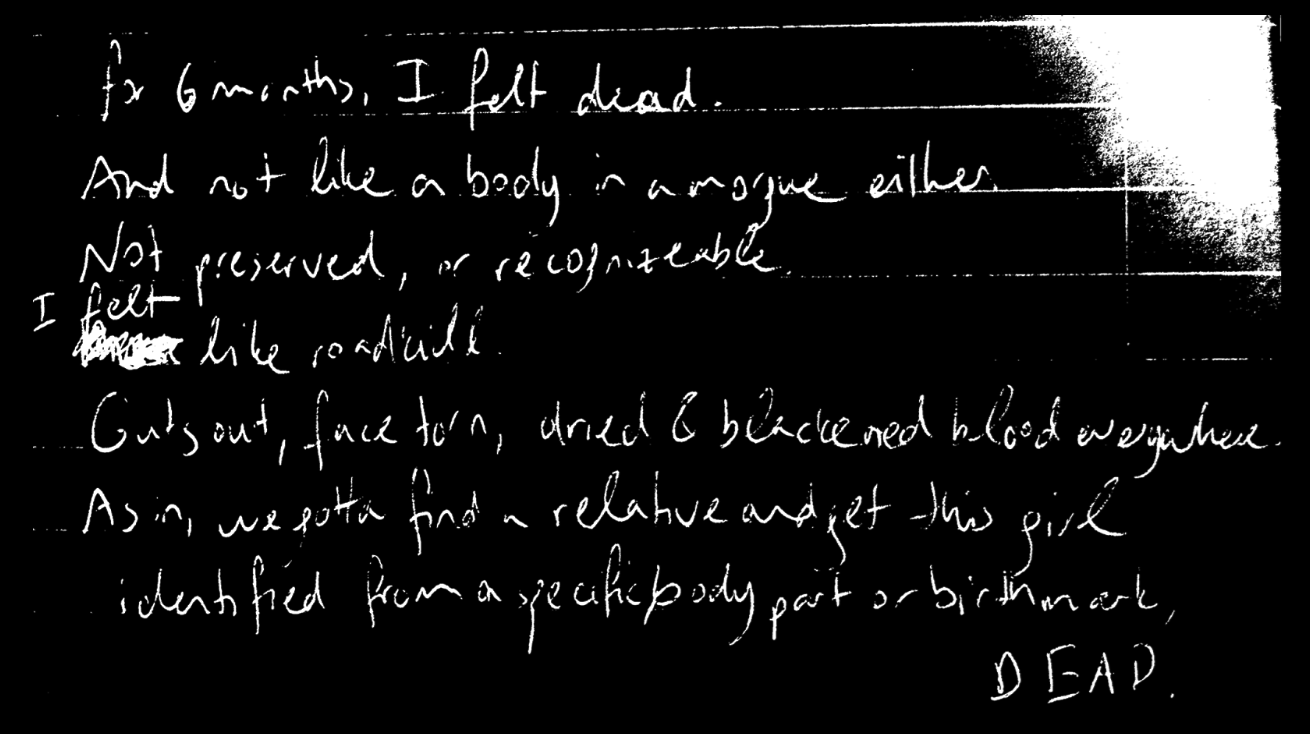 for 6 months, I felt dead.
And not like a body in a morgue either.
Not preserved, or recognizeable.
I felt
like roadkill.
Guts out, face torn, dried & blackened blood everywhere.
As in, we gotta find a relative and get this girl
identified from a specific body part or birthmark,
DEAD.